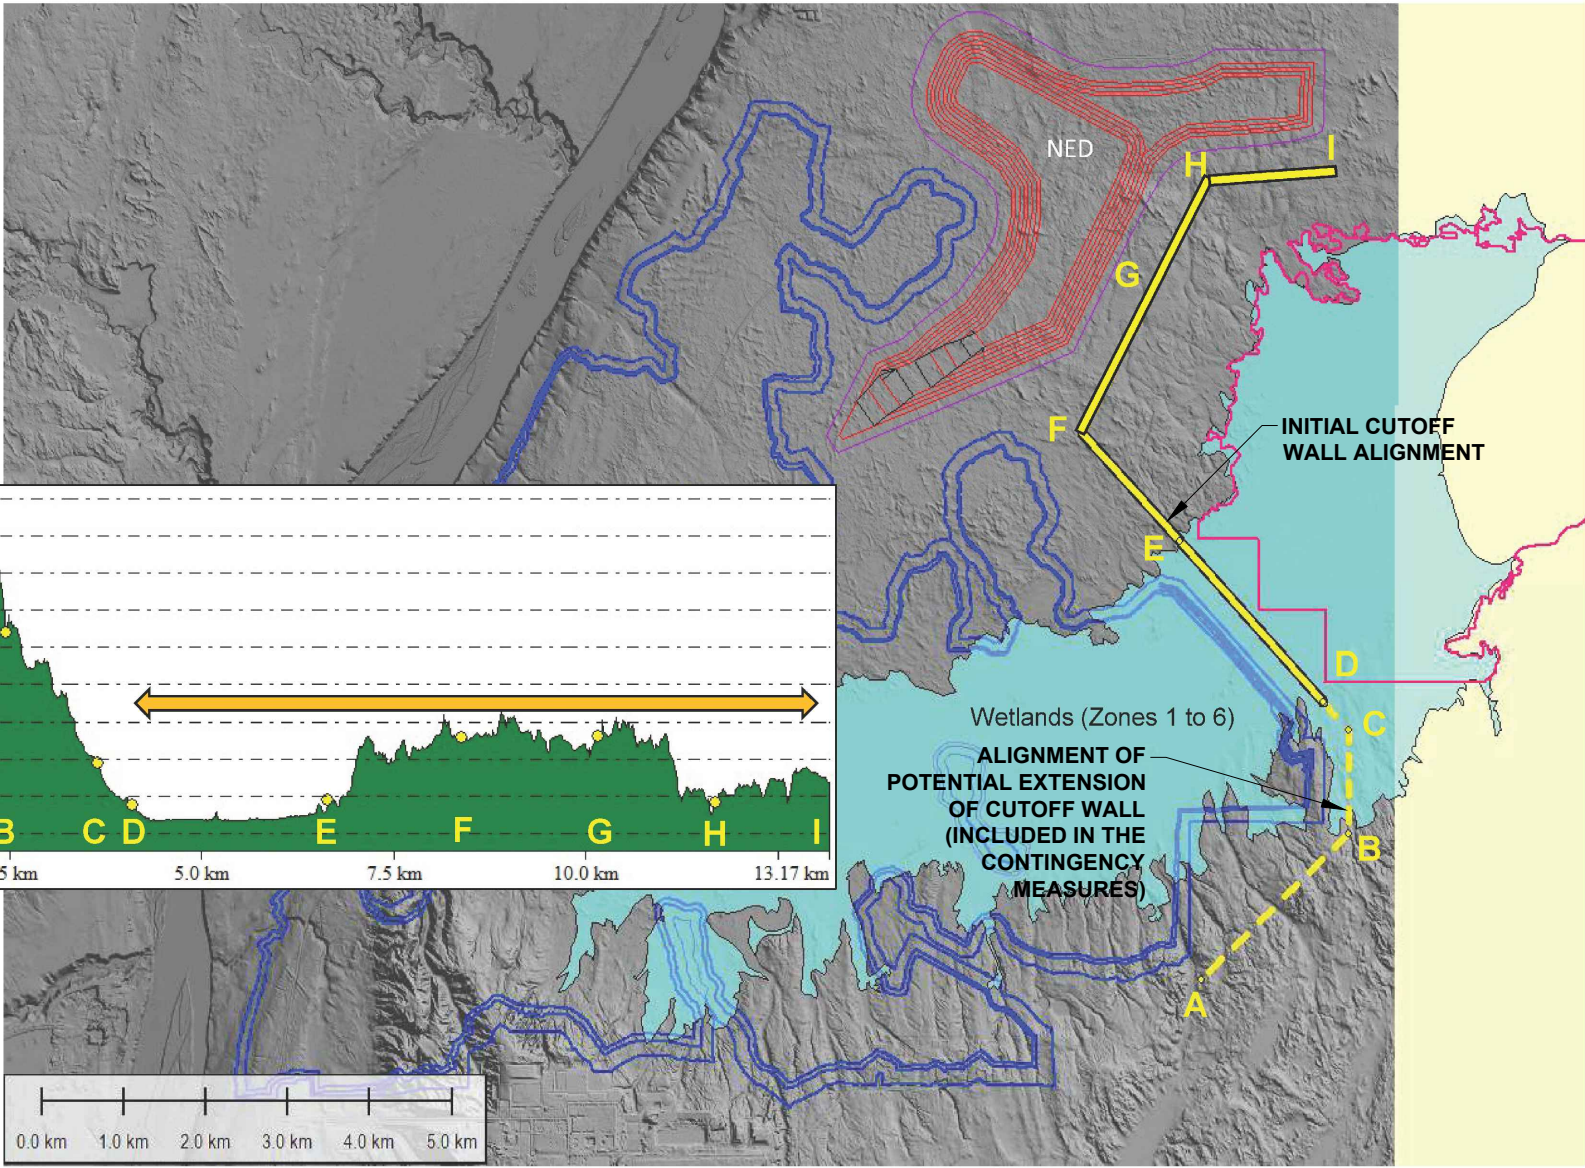 NED
H
I
G
F
INITIAL CUTOFF
WALL ALIGNMENT
E
D
Wetlands (Zones 1 to 6)
C
ALIGNMENT OF
POTENTIAL EXTENSION
OF CUTOFF WALL
(INCLUDED IN THE
CONTINGENCY
MEASURES)
B
A
B C D E F G H I
5 km 5.0 km 7.5 km 10.0 km 13.17 km
0.0 km 1.0 km 2.0 km 3.0 km 4.0 km 5.0 km